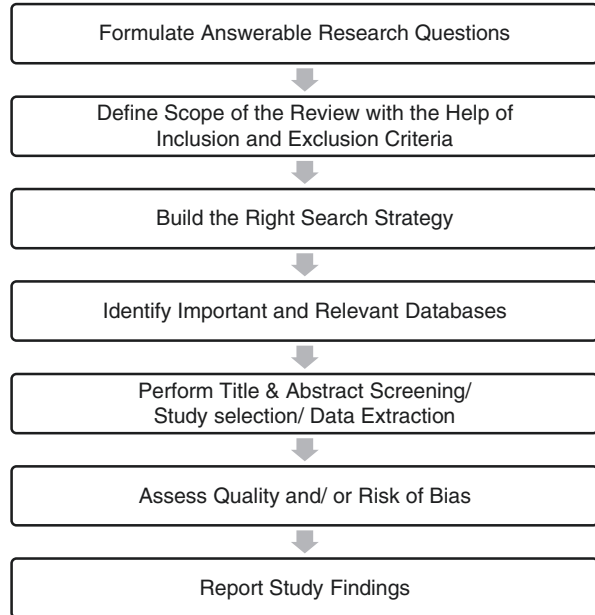 Formulate Answerable Research Questions
Define Scope of the Review with the Help of
Inclusion and Exclusion Criteria
Build the Right Search Strategy
Identify Important and Relevant Databases
Perform Title & Abstract Screening/
Study selection/ Data Extraction
Assess Quality and/ or Risk of Bias
Report Study Findings